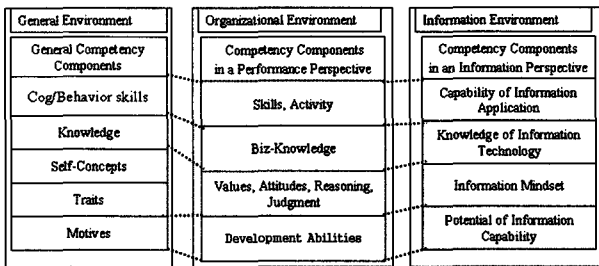 General Environment
General Competency
Components
Cog/Behavior skills
Knowledge
Self-Concepts
Traits
Motives
Organizational Environment
Competency Components
in a Performance Perspective
Skills, Activity
Biz-Knowledge
Values, Attitudes, Reasoning,
Judgment
Development Abilities
Information Environment
Competency Components
in an Information Perspective
Capability of Information
Application
Knowledge of Information
Technology
Information Mindset
Potential of Information
Capability